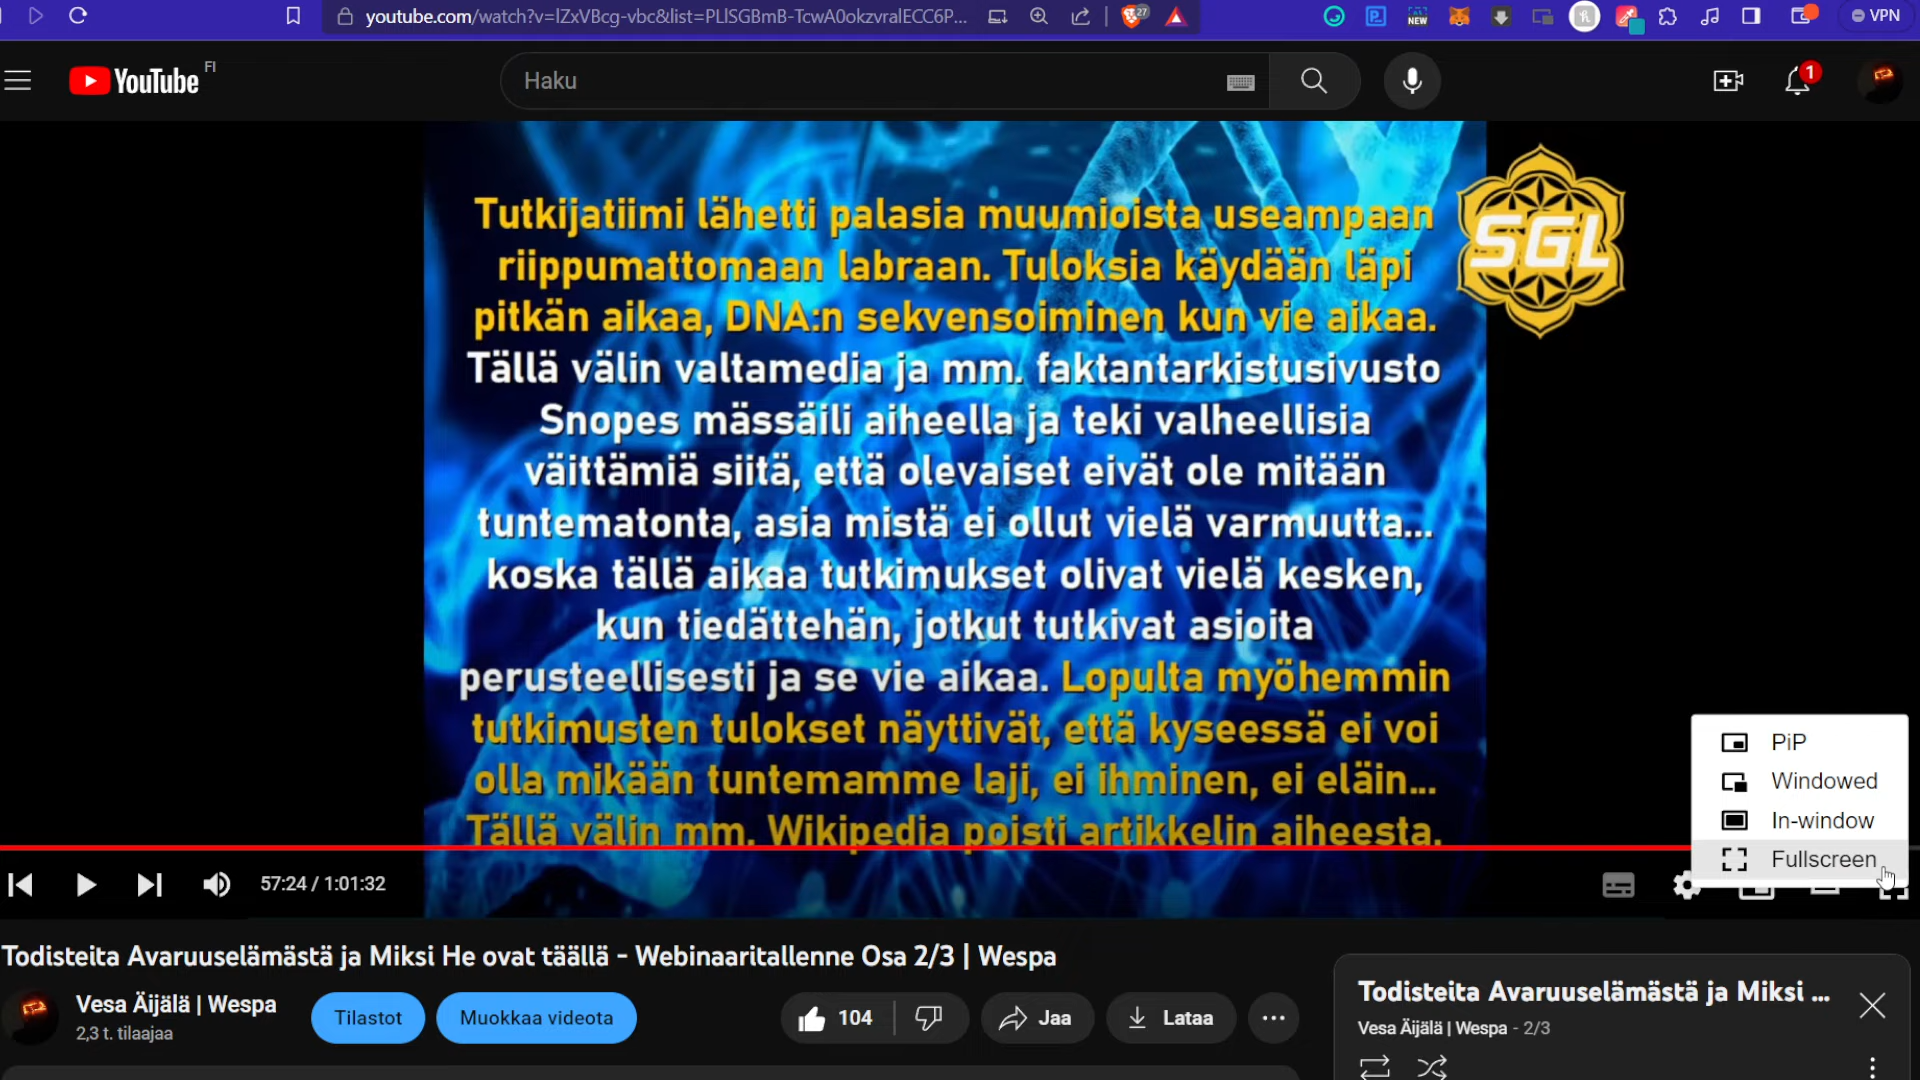 youtube.com/watch?v=lZxVBcg-vbc&list=PLlSGBmB-TcwA0okzvralECC6P...
27
NEW
VPN
YouTube FI
Haku
1
Tutkijatiimi lähetti palasia muumioista useampaan
riippumattomaan labraan. Tuloksia käydään läpi
pitkän aikaa, DNA:n sekvensoiminen kun vie aikaa.
Tällä välin valtamedia ja mm. faktantarkistusivusto
Snopes mässäili aiheella ja teki valheellisia
väittämiä siitä, että olevaiset eivät ole mitään
tuntematonta, asia mistä ei ollut vielä varmuutta...
koska tällä aikaa tutkimukset olivat vielä kesken,
kun tiedättehän, jotkut tutkivat asioita
perusteellisesti ja se vie aikaa. Lopulta myöhemmin
tutkimusten tulokset näyttivät, että kyseessä ei voi
olla mikään tuntemamme laji, ei ihminen, ei eläin...
Tällä välin mm. Wikipedia poisti artikkelin aiheesta.
SGL
PiP
Windowed
In-window
Fullscreen
57:24 / 1:01:32
Todisteita Avaruuselämästä ja Miksi He ovat täällä - Webinaaritallenne Osa 2/3 | Wespa
Vesa Äijälä | Wespa
2,3 t. tilaajaa
Tilastot
Muokkaa videota
104
Jaa
Lataa
Todisteita Avaruuselämästä ja Miksi ...
Vesa Äijälä | Wespa - 2/3